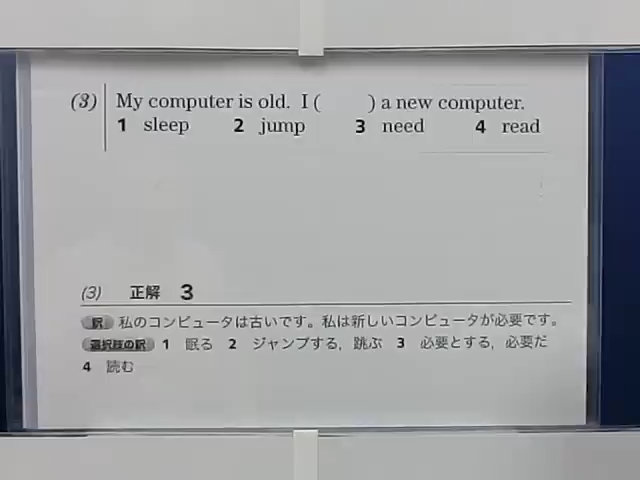 (3) My computer is old. I (　　) a new computer.
1 sleep 2 jump 3 need 4 read
(3) 正解 3
訳 私のコンピュータは古いです。私は新しいコンピュータが必要です。
選択肢の訳 1 眠る 2 ジャンプする，跳ぶ 3 必要とする，必要だ
4 読む